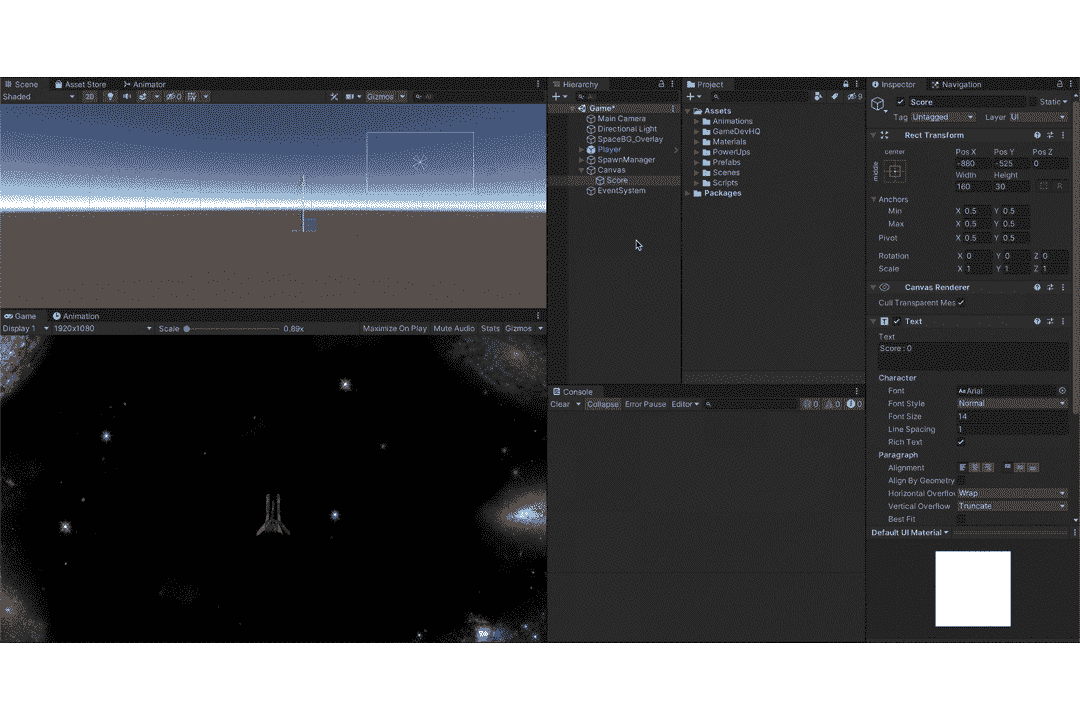 Scene Asset Store Animator
Shaded 2D 0 Gizmos All
Game Animation
Display 1 1920x1080 Scale 0.89x Maximize On Play Mute Audio Stats Gizmos
Hierarchy
All
Game*
Main Camera
Directional Light
SpaceBG_Overlay
Player
SpawnManager
Canvas
Score
EventSystem
Project
9
Assets
Animations
GameDevHQ
Materials
PowerUps
Prefabs
Scenes
Scripts
Packages
Console
Clear Collapse Error Pause Editor 0 0 0
Inspector Navigation
Score Static
Tag Untagged Layer UI
Rect Transform
center Pos X Pos Y Pos Z
middle -880 -525 0
Width Height
160 30 R
Anchors
Min X 0.5 Y 0.5
Max X 0.5 Y 0.5
Pivot X 0.5 Y 0.5
Rotation X 0 Y 0 Z 0
Scale X 1 Y 1 Z 1
Canvas Renderer
Cull Transparent Mes
Text
Text
Score : 0
Character
Font Arial
Font Style Normal
Font Size 14
Line Spacing 1
Rich Text
Paragraph
Alignment
Align By Geometry
Horizontal Overflow Wrap
Vertical Overflow Truncate
Best Fit
Default UI Material